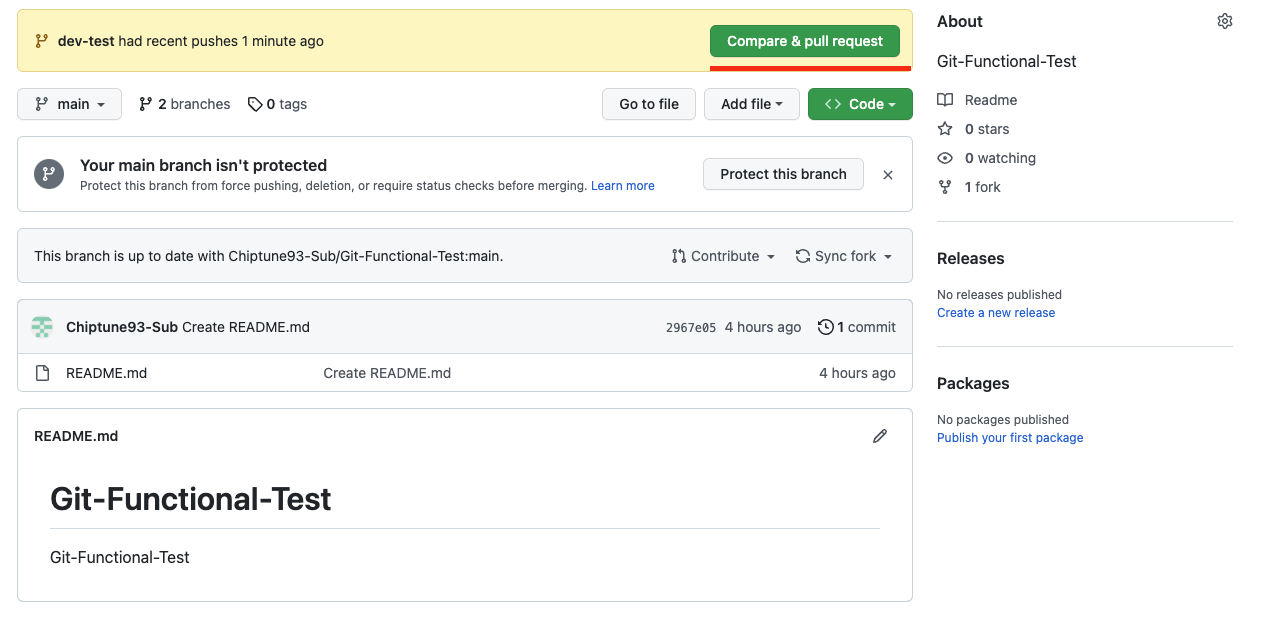 dev-test had recent pushes 1 minute ago
Compare & pull request
main
2 branches
0 tags
Go to file
Add file
Code
Your main branch isn't protected
Protect this branch from force pushing, deletion, or require status checks before merging. Learn more
Protect this branch
This branch is up to date with Chiptune93-Sub/Git-Functional-Test:main.
Contribute
Sync fork
Chiptune93-Sub Create README.md
2967e05 4 hours ago
1 commit
README.md
Create README.md
4 hours ago
README.md
Git-Functional-Test
Git-Functional-Test
About
Git-Functional-Test
Readme
0 stars
0 watching
1 fork
Releases
No releases published
Create a new release
Packages
No packages published
Publish your first package